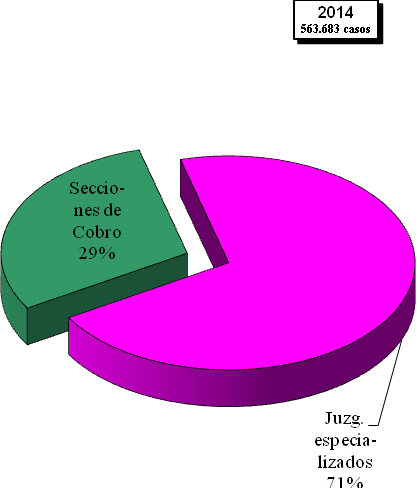 2014
563.683 casos
Seccio-
nes de
Cobro
29%
Juzg.
especia-
lizados
71%